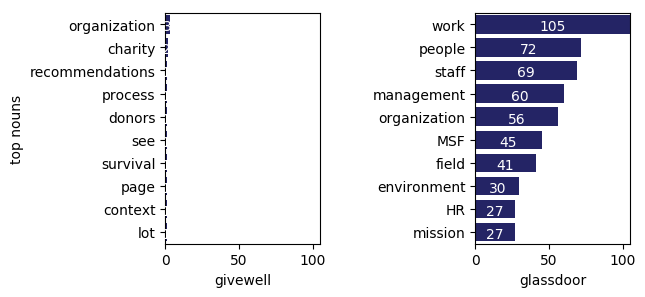 top nouns
organization 3
charity
recommendations
process
donors
see
survival
page
context
lot
0 50 100
givewell
work 105
people 72
staff 69
management 60
organization 56
MSF 45
field 41
environment 30
HR 27
mission 27
0 50 100
glassdoor